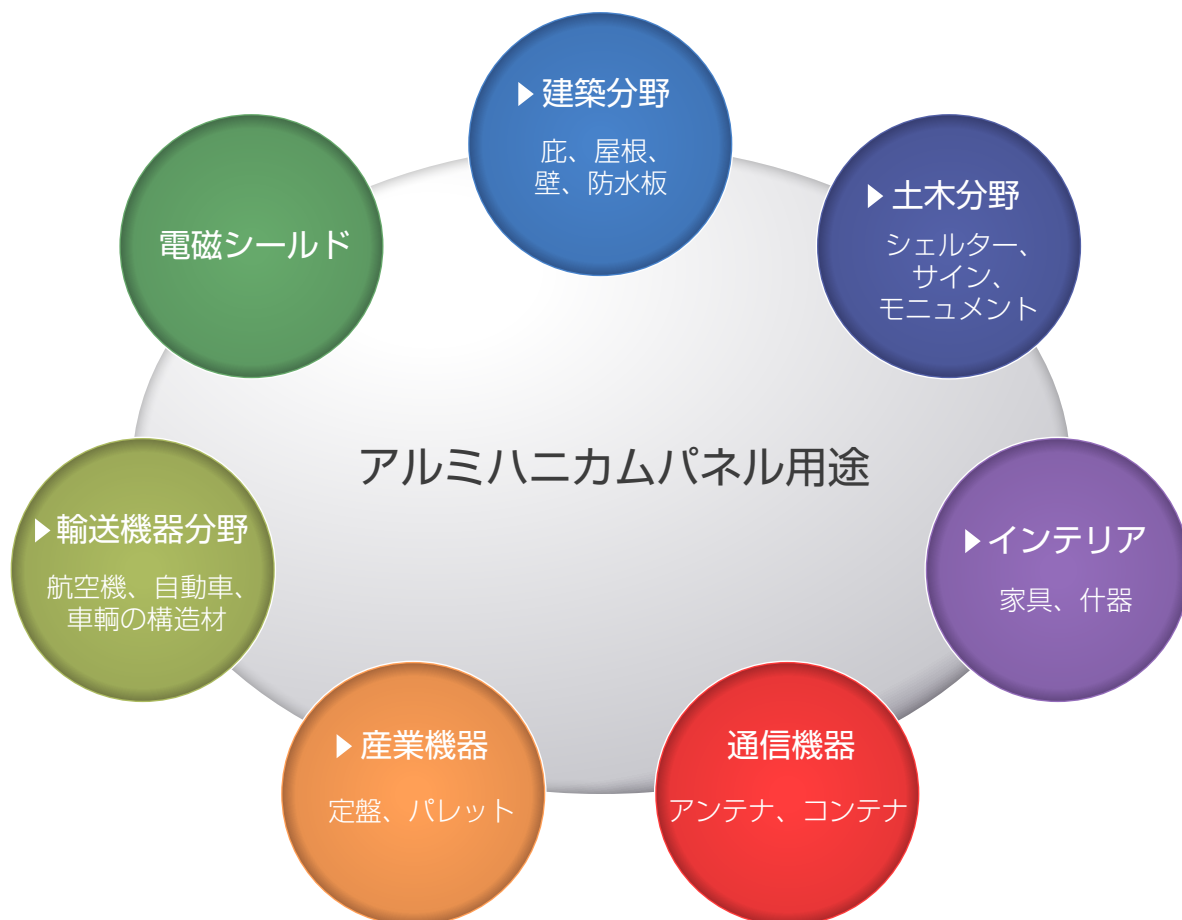 ▶建築分野
庇、屋根、
壁、防水板
▶土木分野
シェルター、
サイン、
モニュメント
電磁シールド
アルミハニカムパネル用途
▶輸送機器分野
航空機、自動車、
車輌の構造材
▶インテリア
家具、什器
▶産業機器
定盤、パレット
通信機器
アンテナ、コンテナ